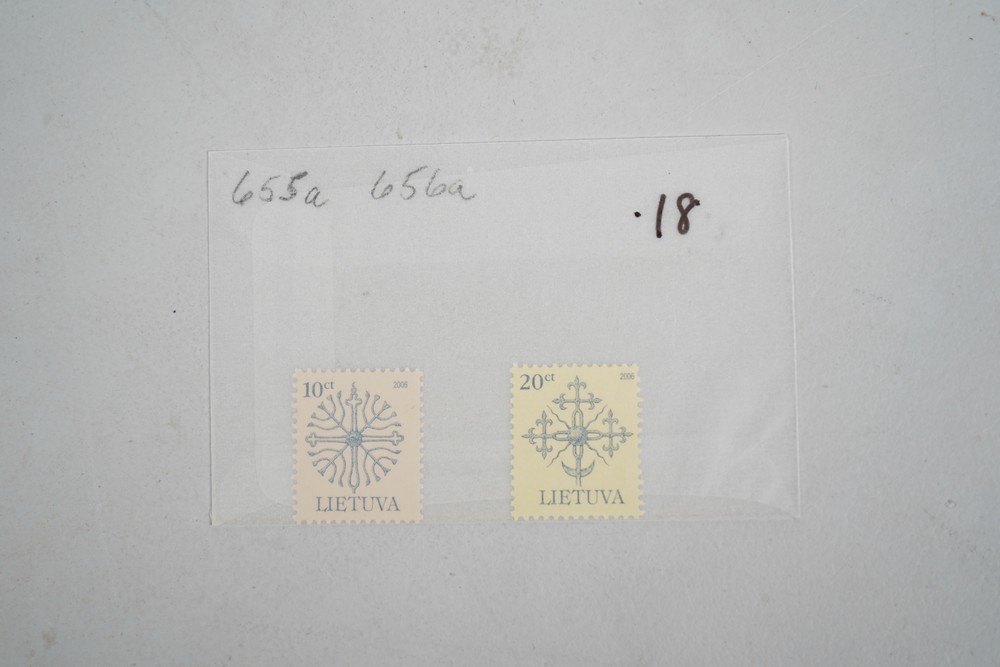 655a 656a
.18
10ct 2006
LIETUVA
20ct 2006
LIETUVA